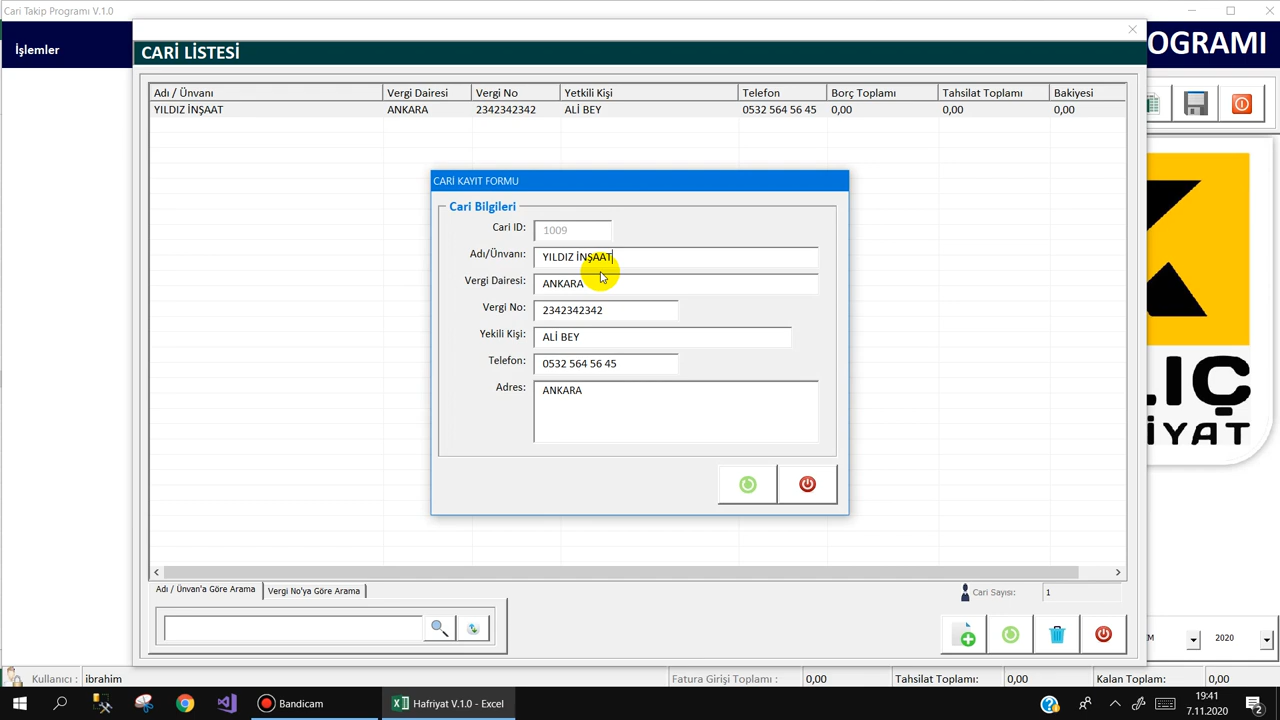 Cari Takip Programı V.1.0
OGRAMI
İşlemler
CARİ LİSTESİ
Adı / Ünvanı Vergi Dairesi Vergi No Yetkili Kişi Telefon Borç Toplamı Tahsilat Toplamı Bakiyesi
YILDIZ İNŞAAT ANKARA 2342342342 ALİ BEY 0532 564 56 45 0,00 0,00 0,00
CARİ KAYIT FORMU
Cari Bilgileri
Cari ID: 1009
Adı/Ünvanı: YILDIZ İNŞAAT
Vergi Dairesi: ANKARA
Vergi No: 2342342342
Yekili Kişi: ALİ BEY
Telefon: 0532 564 56 45
Adres: ANKARA
IÇ
İYAT
Adı / Ünvan'a Göre Arama Vergi No'ya Göre Arama
Cari Sayısı: 1
M 2020
Kullanıcı : ibrahim Fatura Girişi Toplamı : 0,00 Tahsilat Toplamı: 0,00 Kalan Toplam: 0,00
Bandicam
Hafriyat V.1.0 - Excel
19:41
7.11.2020
2